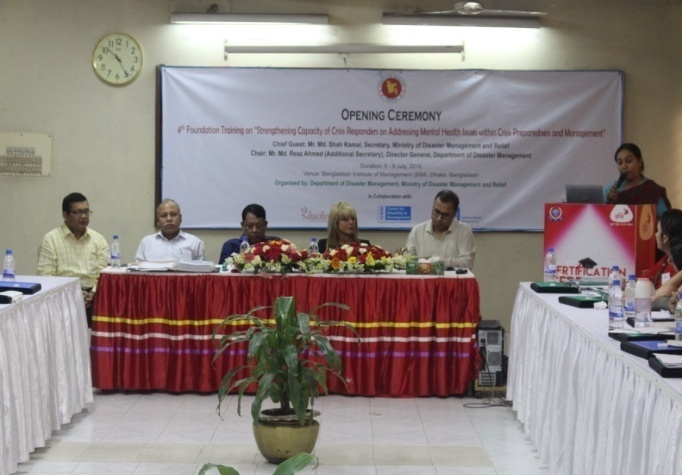 OPENING CEREMONY
4th Foundation Training on "Strengthening Capacity of Crisis Responders on Addressing Mental Health Issues within Crisis Preparedness and Management"
Chief Guest: Mr. Md. Shah Kamal, Secretary, Ministry of Disaster Management and Relief
Chair: Mr. Md. Reaz Ahmed (Additional Secretary), Director General, Department of Disaster Management
Venue: Bangladesh Institute of Management (BIM), Dhaka, Bangladesh
Organised by: Department of Disaster Management, Ministry of Disaster Management and Relief
In Collaboration with:
CERTIFICATION